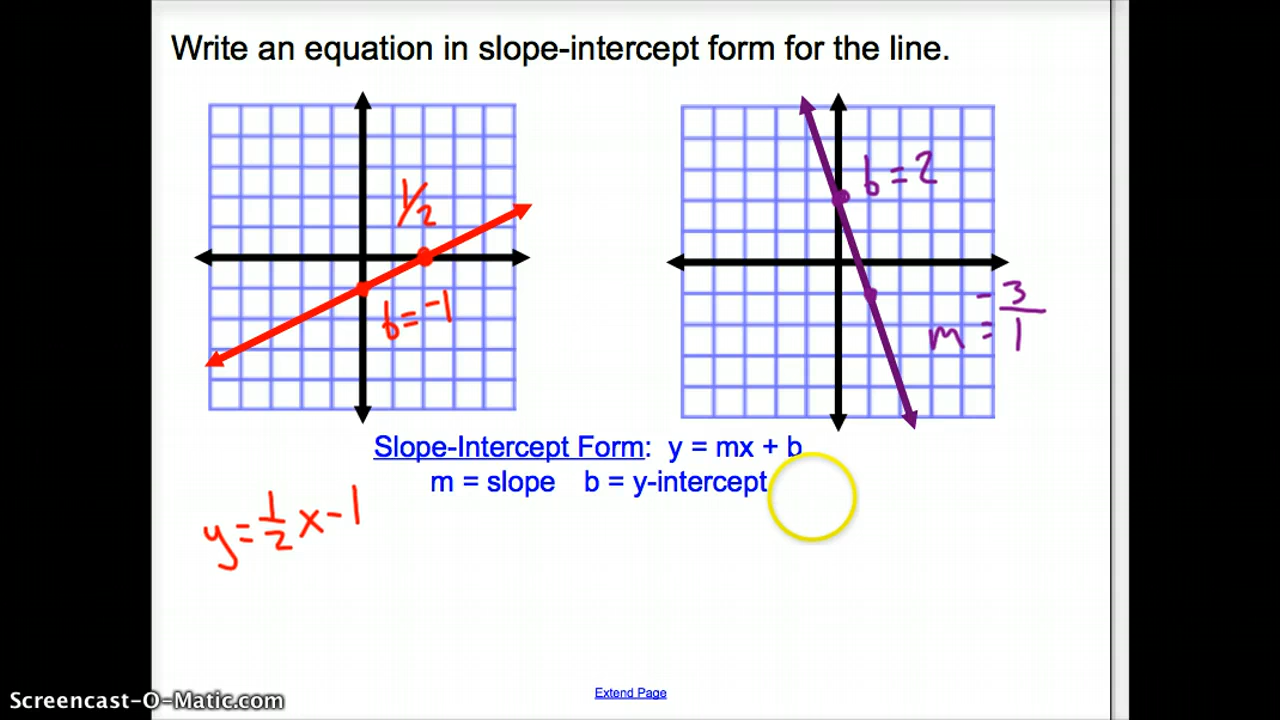 Write an equation in slope-intercept form for the line.
1/2
b = -1
b = 2
m = -3/1
Slope-Intercept Form: y = mx + b
m = slope b = y-intercept
y = 1/2 x - 1
Extend Page
Screencast-O-Matic.com